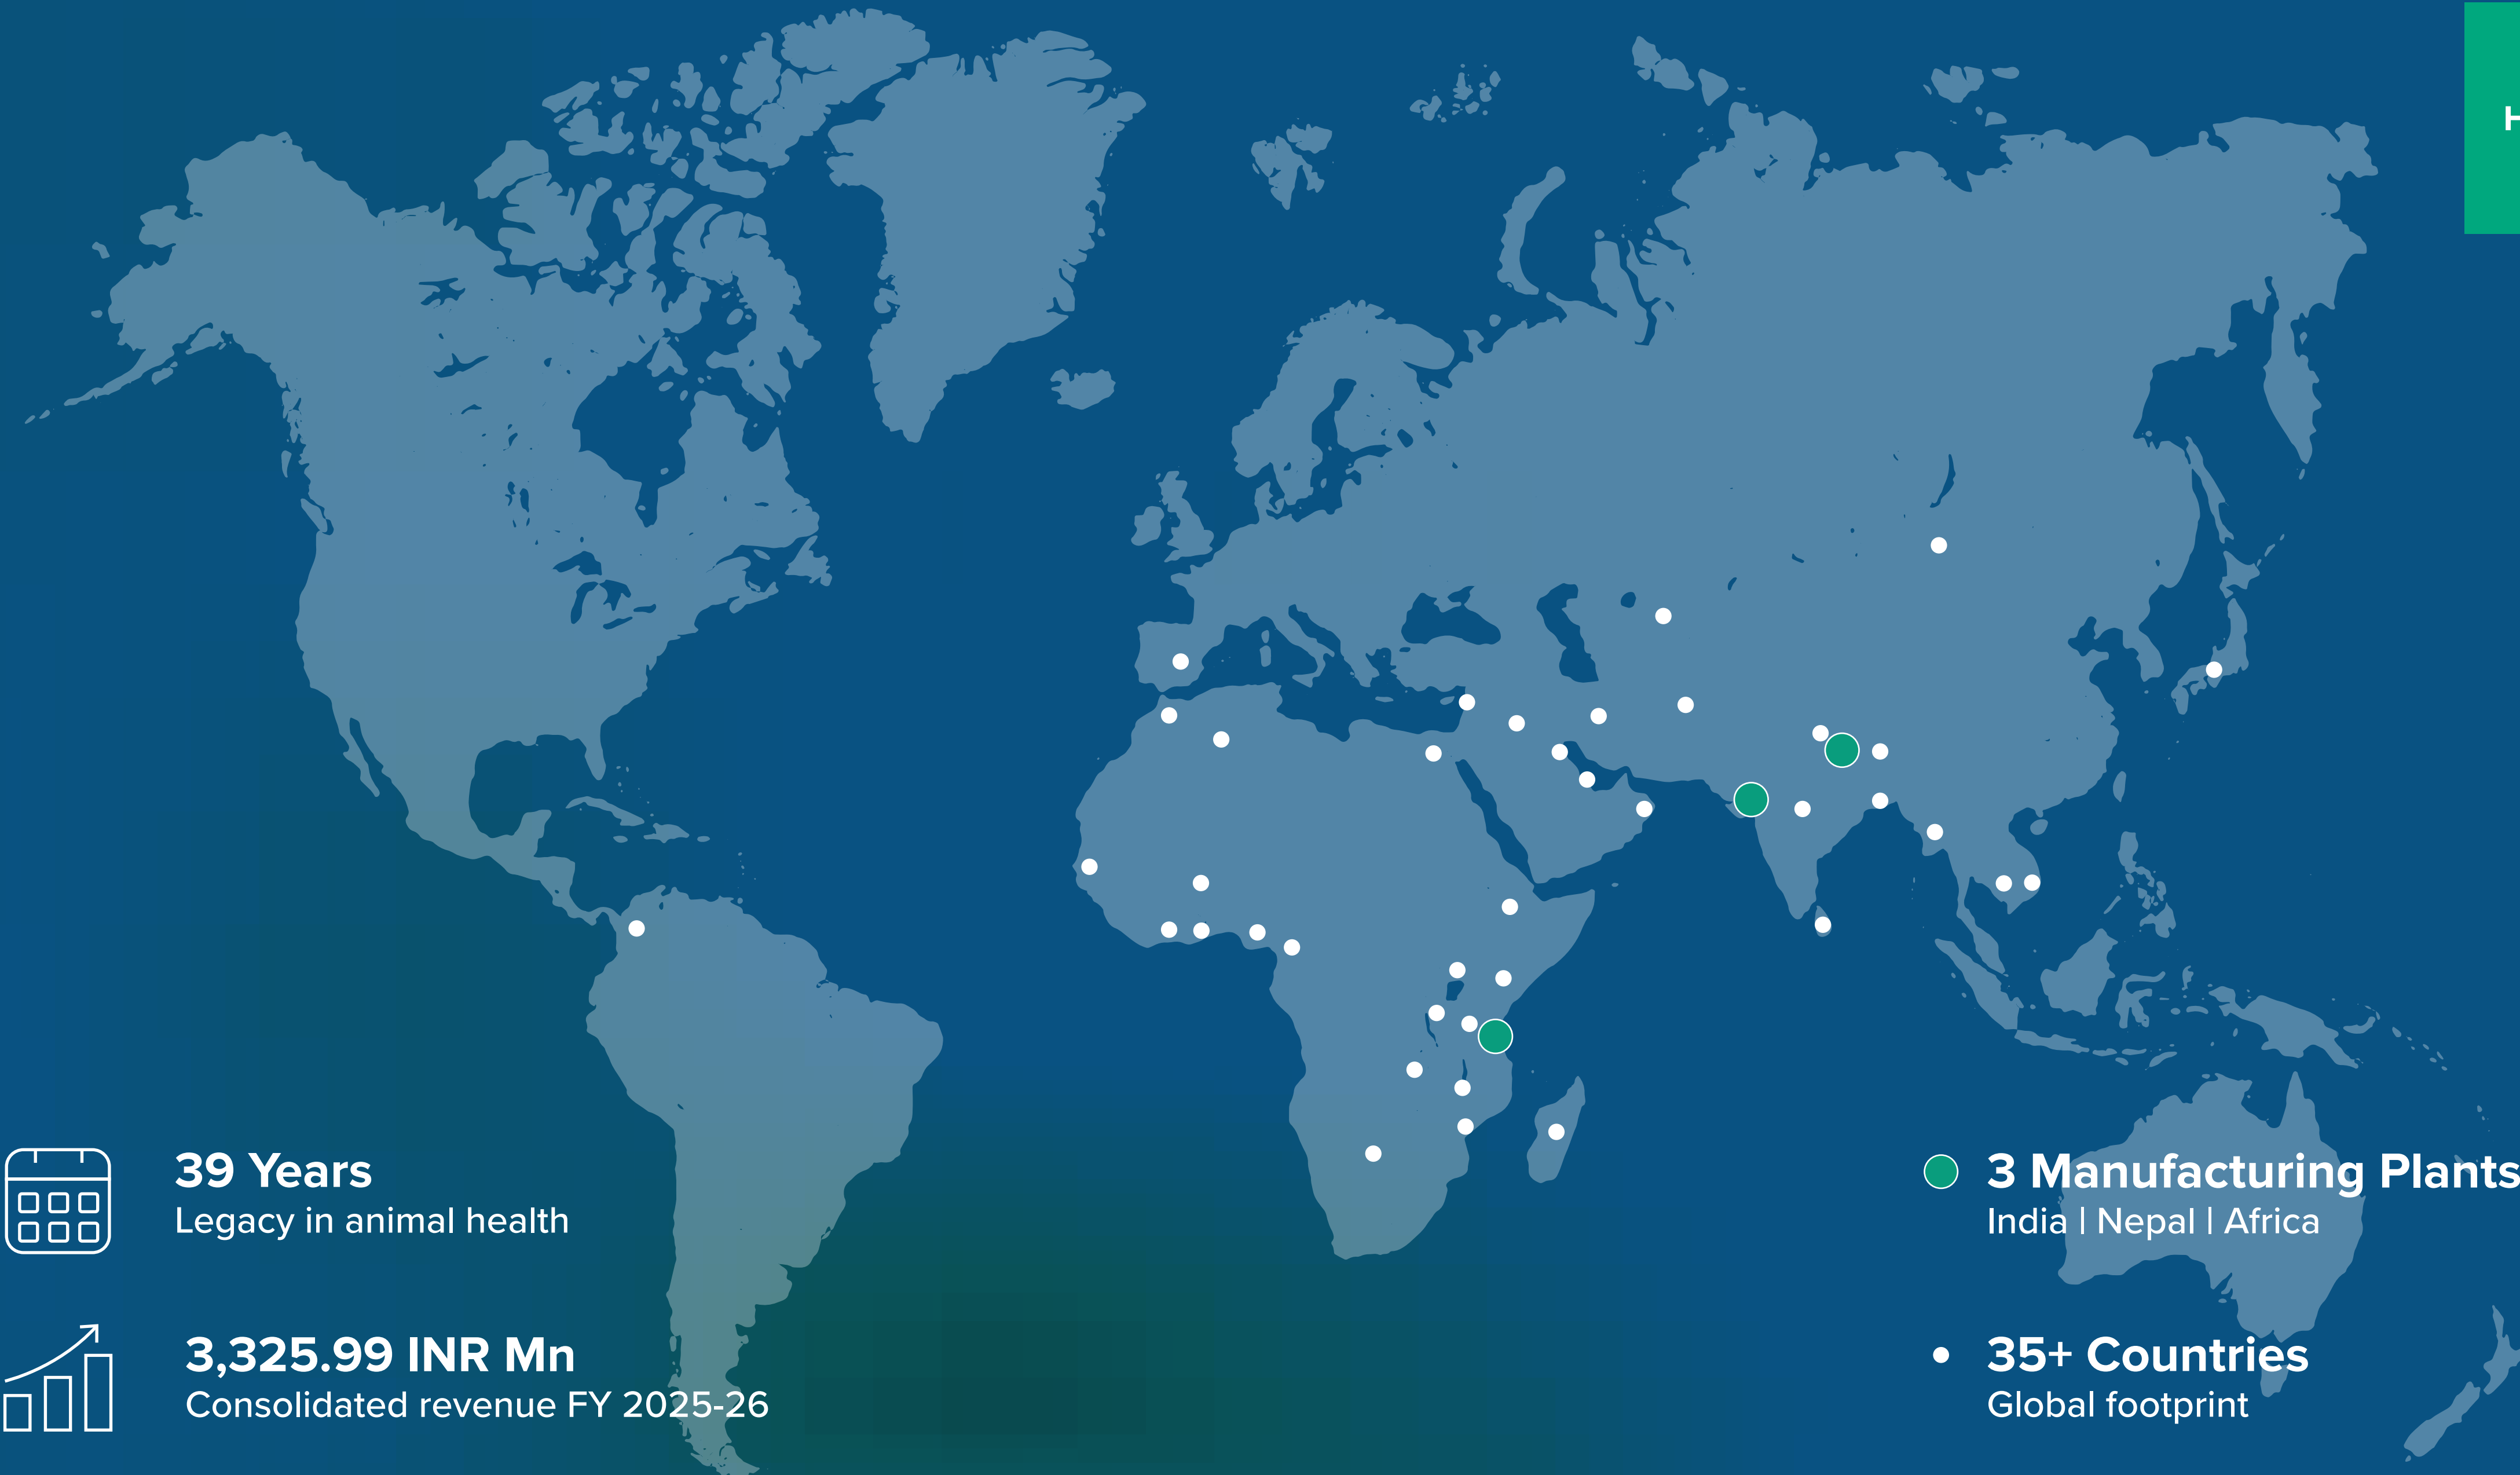 H
39 Years
Legacy in animal health
3,325.99 INR Mn
Consolidated revenue FY 2025-26
3 Manufacturing Plants
India | Nepal | Africa
35+ Countries
Global footprint